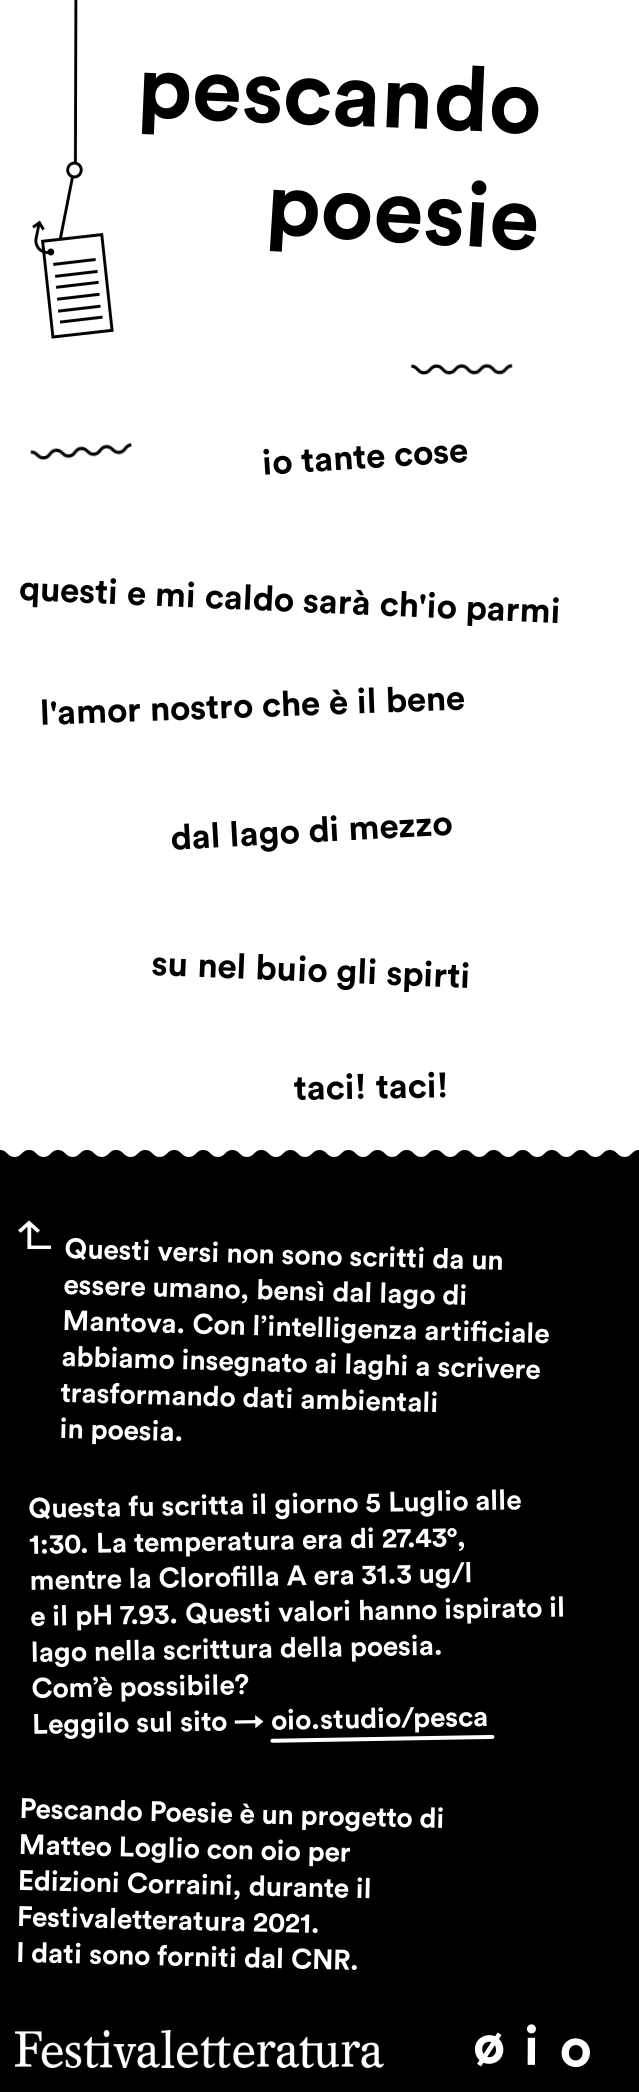 pescando
poesie
io tante cose
questi e mi caldo sarà ch'io parmi
l'amor nostro che è il bene
dal lago di mezzo
su nel buio gli spirti
taci! taci!
Questi versi non sono scritti da un
essere umano, bensì dal lago di
Mantova. Con l’intelligenza artificiale
abbiamo insegnato ai laghi a scrivere
trasformando dati ambientali
in poesia.
Questa fu scritta il giorno 5 Luglio alle
1:30. La temperatura era di 27.43°,
mentre la Clorofilla A era 31.3 ug/l
e il pH 7.93. Questi valori hanno ispirato il
lago nella scrittura della poesia.
Com’è possibile?
Leggilo sul sito → oio.studio/pesca
Pescando Poesie è un progetto di
Matteo Loglio con oio per
Edizioni Corraini, durante il
Festivaletteratura 2021.
I dati sono forniti dal CNR.
Festivaletteratura øio